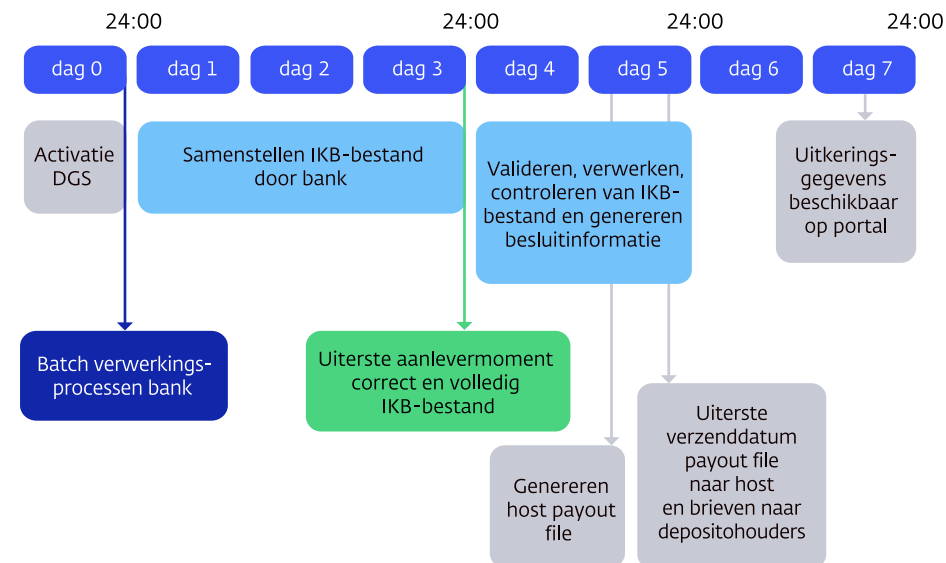 24:00
24:00
24:00
24:00
dag 0
dag 1
dag 2
dag 3
dag 4
dag 5
dag 6
dag 7
Activatie
DGS
Samenstellen IKB-bestand
door bank
Valideren, verwerken,
controleren van IKB-
bestand en genereren
besluitinformatie
Uitkerings-
gegevens
beschikbaar
op portal
Batch verwerkings-
processen bank
Uiterste aanlevermoment
correct en volledig
IKB-bestand
Genereren
host payout
file
Uiterste
verzenddatum
payout file
naar host
en brieven naar
depositohouders